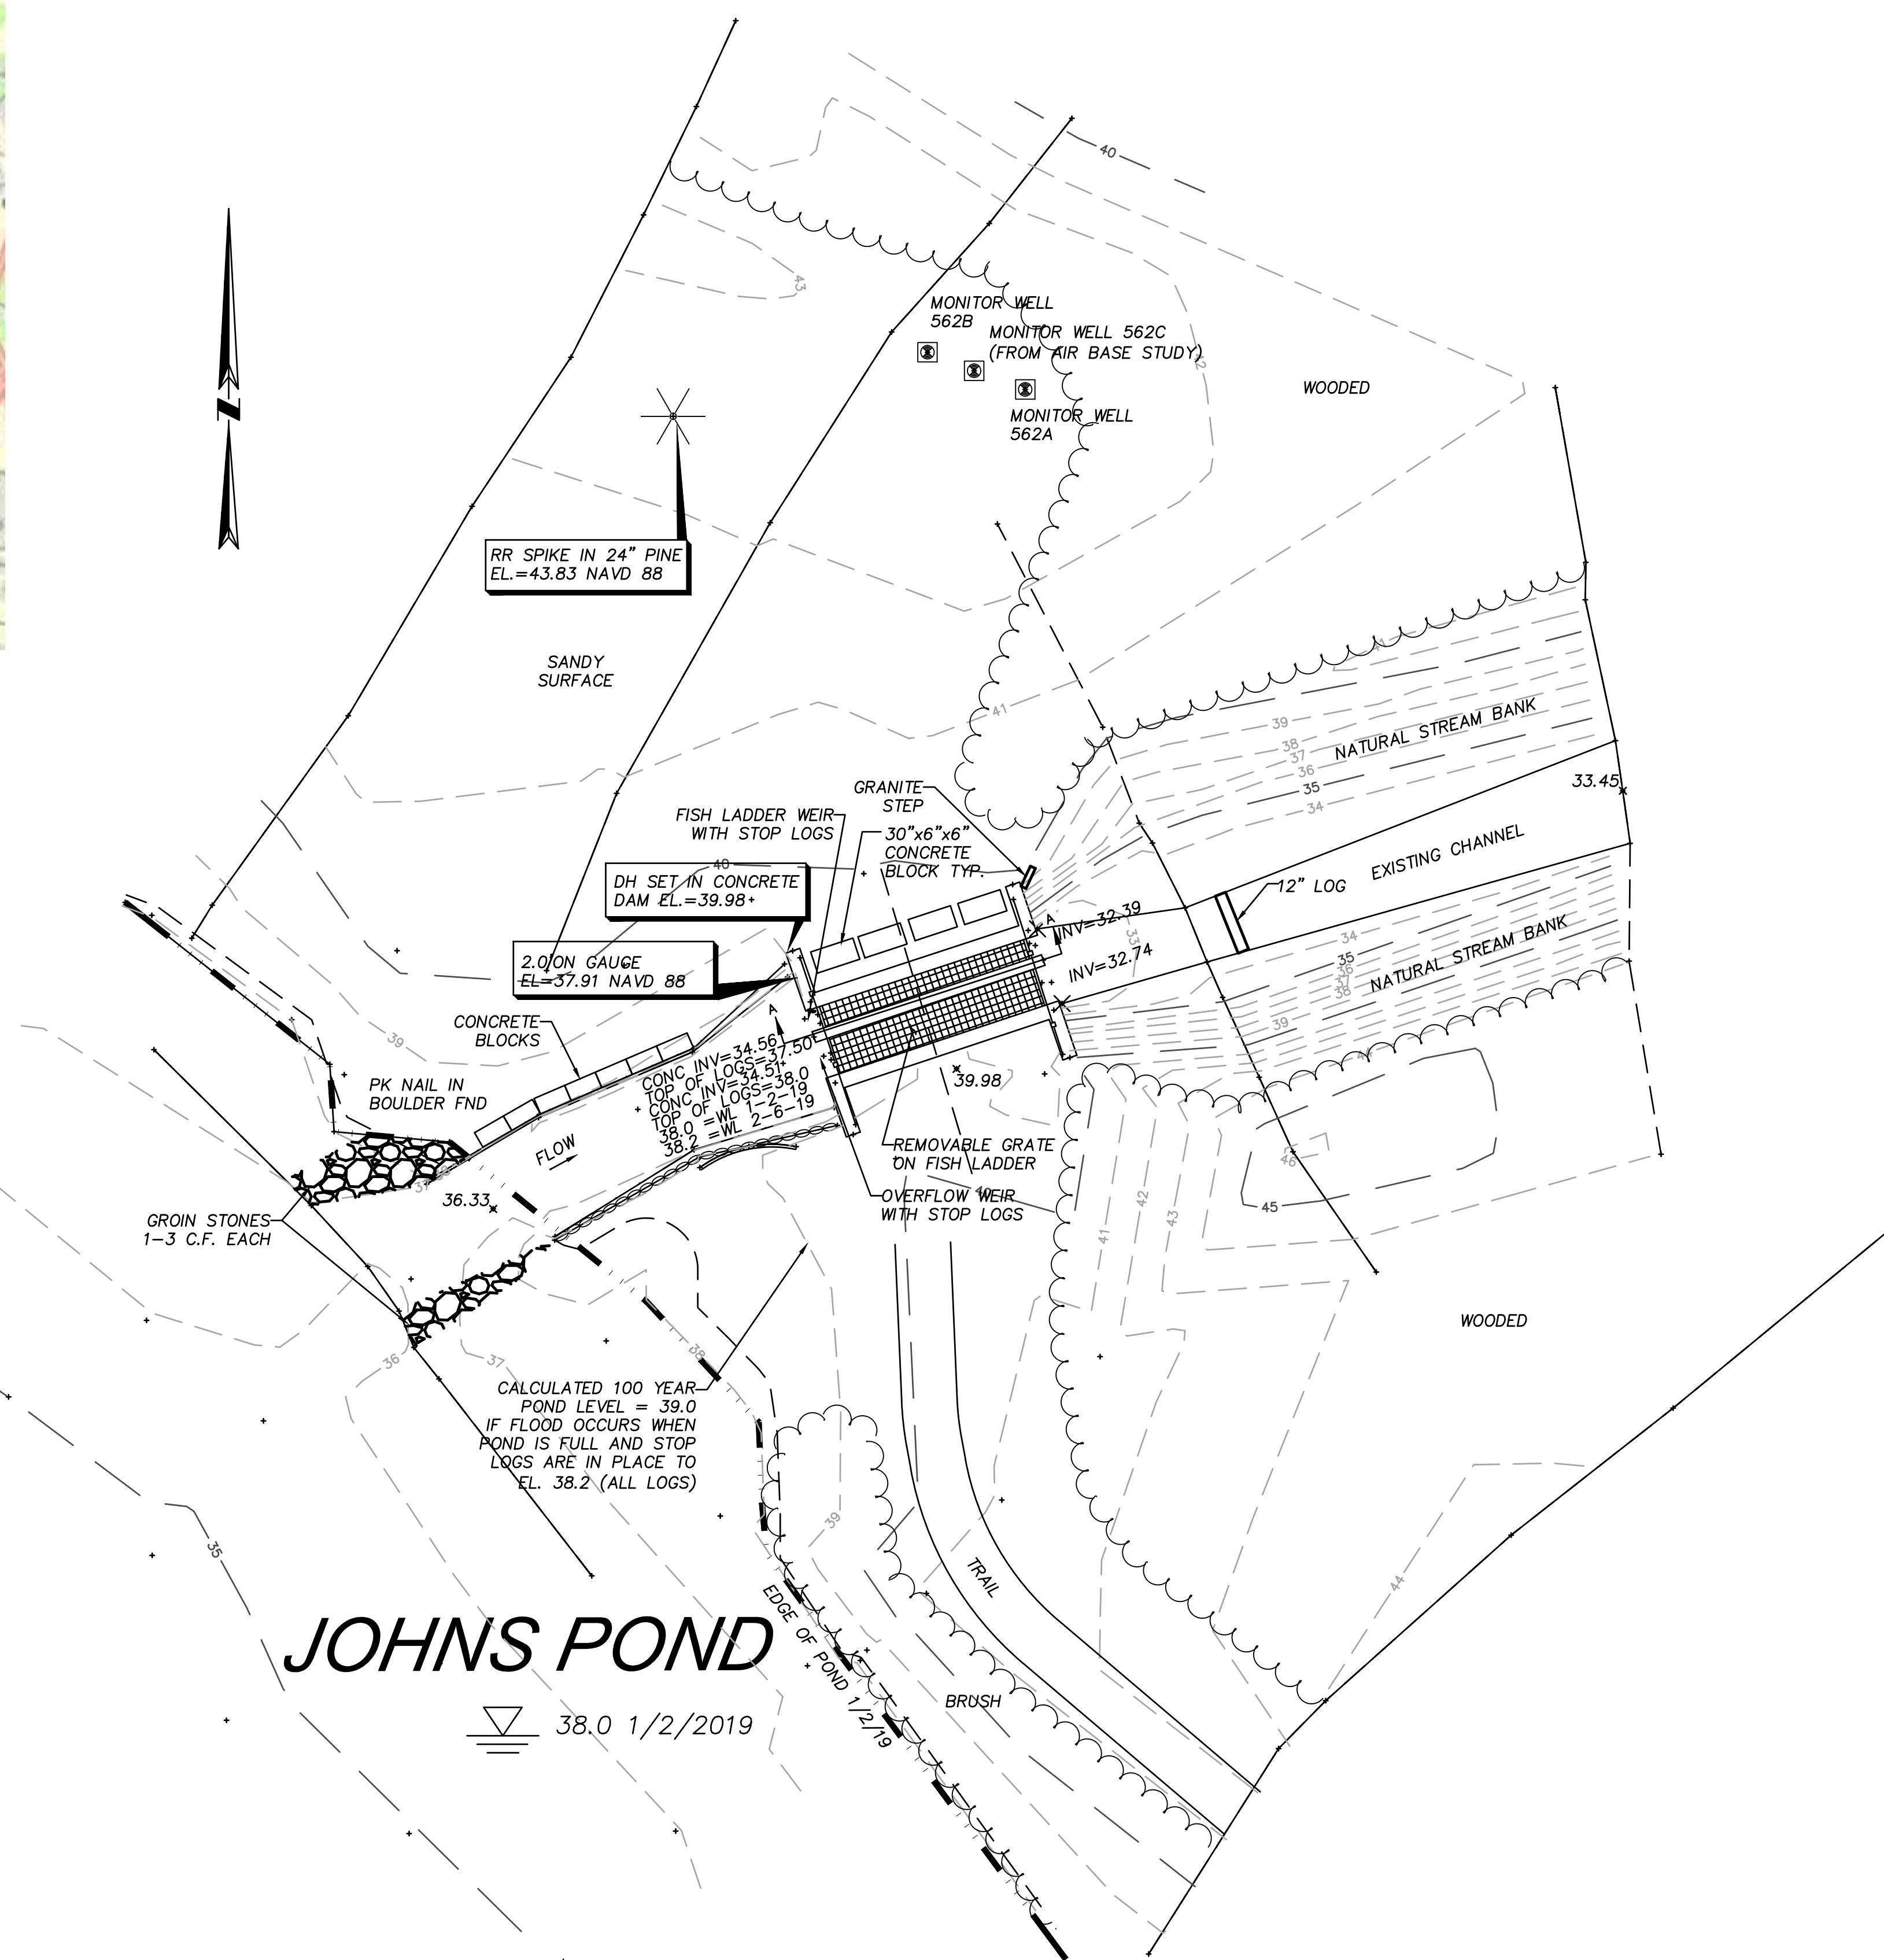 40
43
MONITOR WELL
562B
MONITOR WELL 562C
(FROM AIR BASE STUDY)
42
WOODED
MONITOR WELL
562A
N
RR SPIKE IN 24" PINE
EL.=43.83 NAVD 88
SANDY
SURFACE
41
41
39
38
37
36
35
34
NATURAL STREAM BANK
33.45
GRANITE
STEP
FISH LADDER WEIR
WITH STOP LOGS
30"x6"x6"
CONCRETE
BLOCK TYP.
40
EXISTING CHANNEL
12" LOG
DH SET IN CONCRETE
DAM EL.=39.98
A
INV=32.39
33
INV=32.74
34
35
36
37
38
39
NATURAL STREAM BANK
2.0 ON GAUGE
EL=37.91 NAVD 88
A
CONCRETE
BLOCKS
39
CONC INV=34.56
TOP OF LOGS=37.50
CONC INV=34.51
TOP OF LOGS=38.0
38.0 =WL 1-2-19
38.2 =WL 2-6-19
39.98
PK NAIL IN
BOULDER FND
FLOW
REMOVABLE GRATE
ON FISH LADDER
46
45
40
OVERFLOW WEIR
WITH STOP LOGS
41
42
43
37
36.33
GROIN STONES
1-3 C.F. EACH
WOODED
36
37
38
CALCULATED 100 YEAR
POND LEVEL = 39.0
IF FLOOD OCCURS WHEN
POND IS FULL AND STOP
LOGS ARE IN PLACE TO
EL. 38.2 (ALL LOGS)
39
35
TRAIL
44
EDGE OF POND 1/2/19
JOHNS POND
BRUSH
38.0 1/2/2019